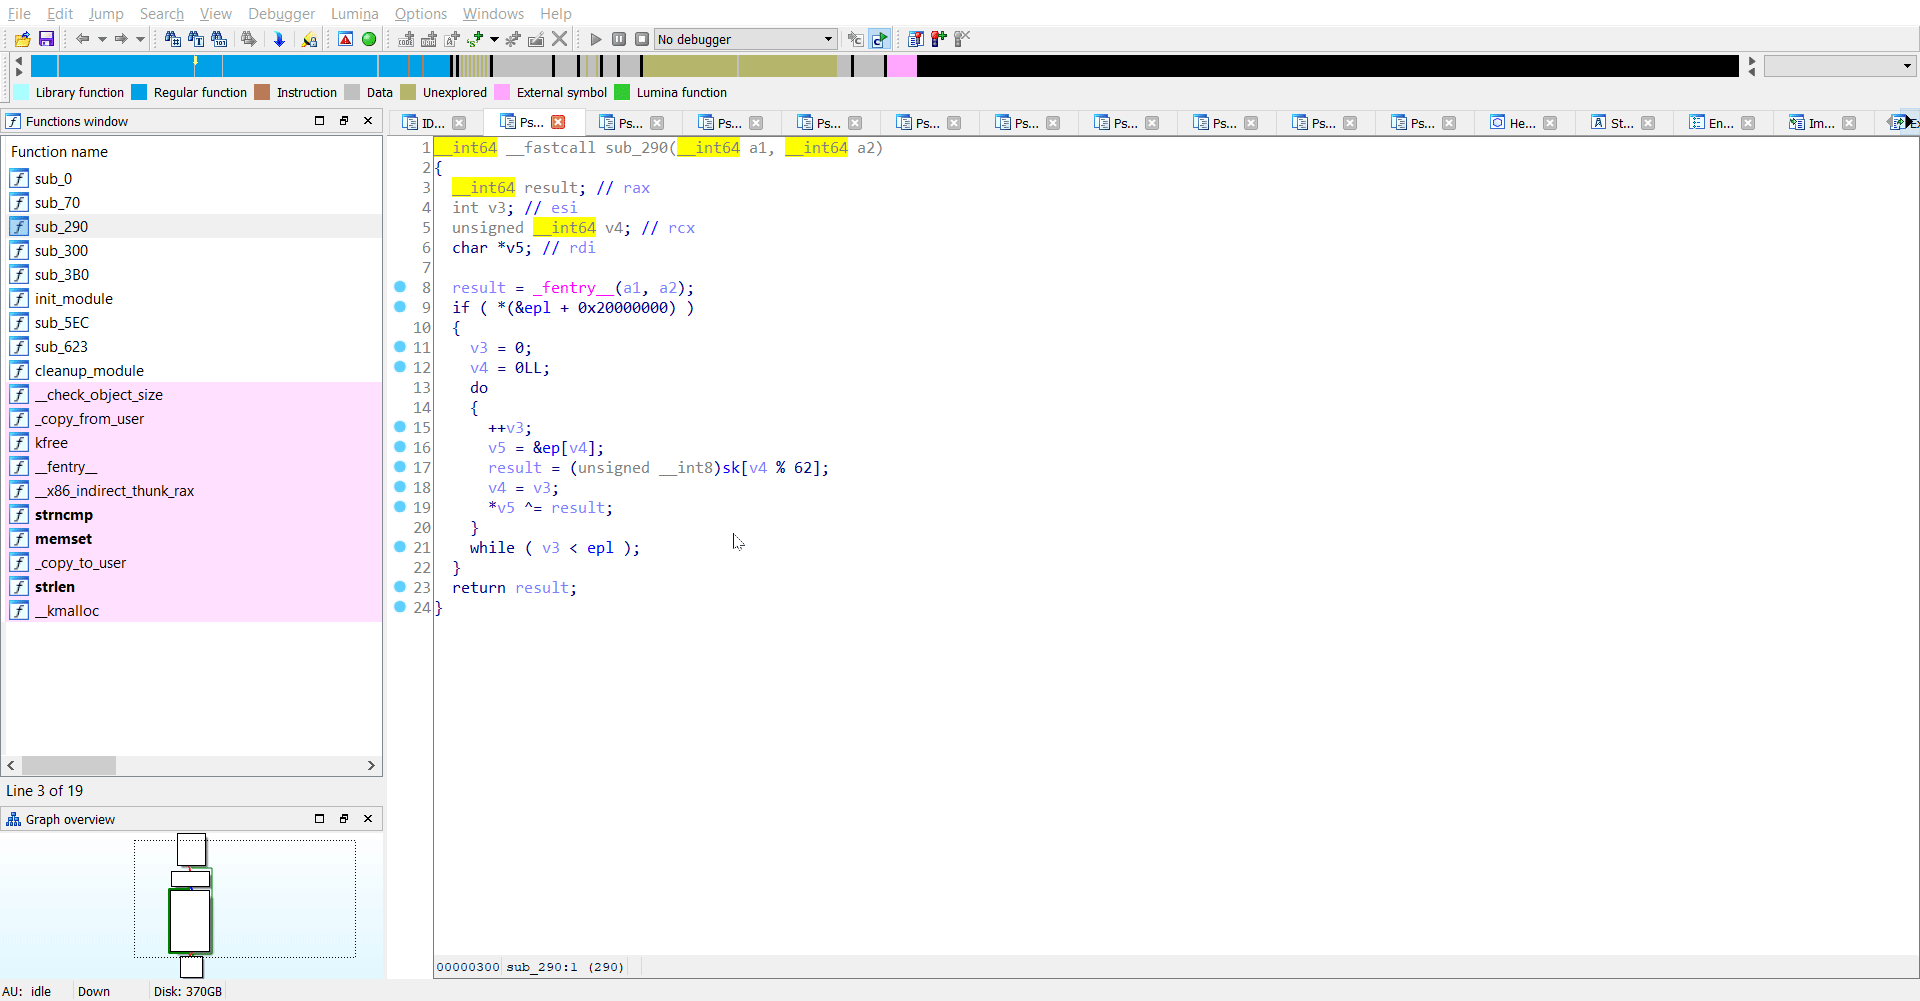 File Edit Jump Search View Debugger Lumina Options Windows Help
No debugger
Library function Regular function Instruction Data Unexplored External symbol Lumina function
Functions window
ID... Ps... Ps... Ps... Ps... Ps... Ps... Ps... Ps... Ps... Ps... He... St... En... Im... Ex
Function name
sub_0
sub_70
sub_290
sub_300
sub_3B0
init_module
sub_5EC
sub_623
cleanup_module
__check_object_size
_copy_from_user
kfree
__fentry__
__x86_indirect_thunk_rax
strncmp
memset
_copy_to_user
strlen
__kmalloc
Line 3 of 19
Graph overview
1 __int64 __fastcall sub_290(__int64 a1, __int64 a2)
2 {
3 __int64 result; // rax
4 int v3; // esi
5 unsigned __int64 v4; // rcx
6 char *v5; // rdi
7
8 result = _fentry__(a1, a2);
9 if ( *(&epl + 0x20000000) )
10 {
11 v3 = 0;
12 v4 = 0LL;
13 do
14 {
15 ++v3;
16 v5 = &ep[v4];
17 result = (unsigned __int8)sk[v4 % 62];
18 v4 = v3;
19 *v5 ^= result;
20 }
21 while ( v3 < epl );
22 }
23 return result;
24 }
00000300 sub_290:1 (290)
AU: idle Down Disk: 370GB